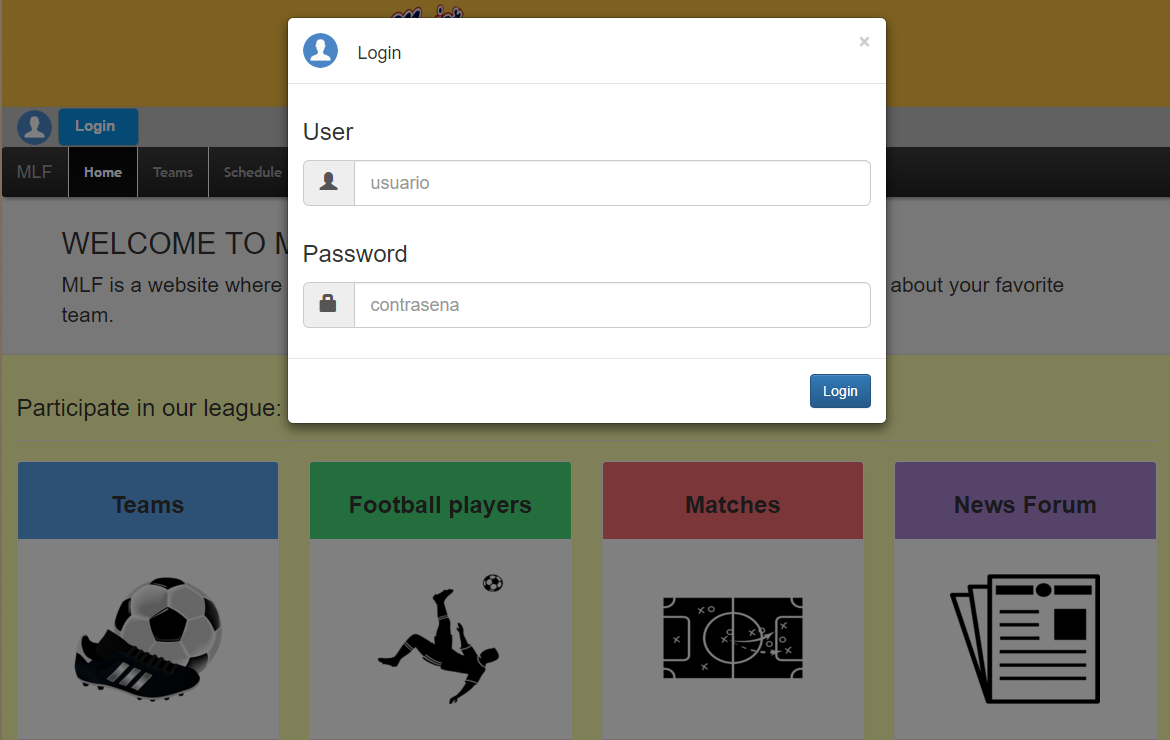 Login
×
User
usuario
Password
contrasena
Login
Login
MLF Home Teams Schedule
WELCOME TO
MLF is a website where about your favorite
team.
Participate in our league:
Teams Football players Matches News Forum